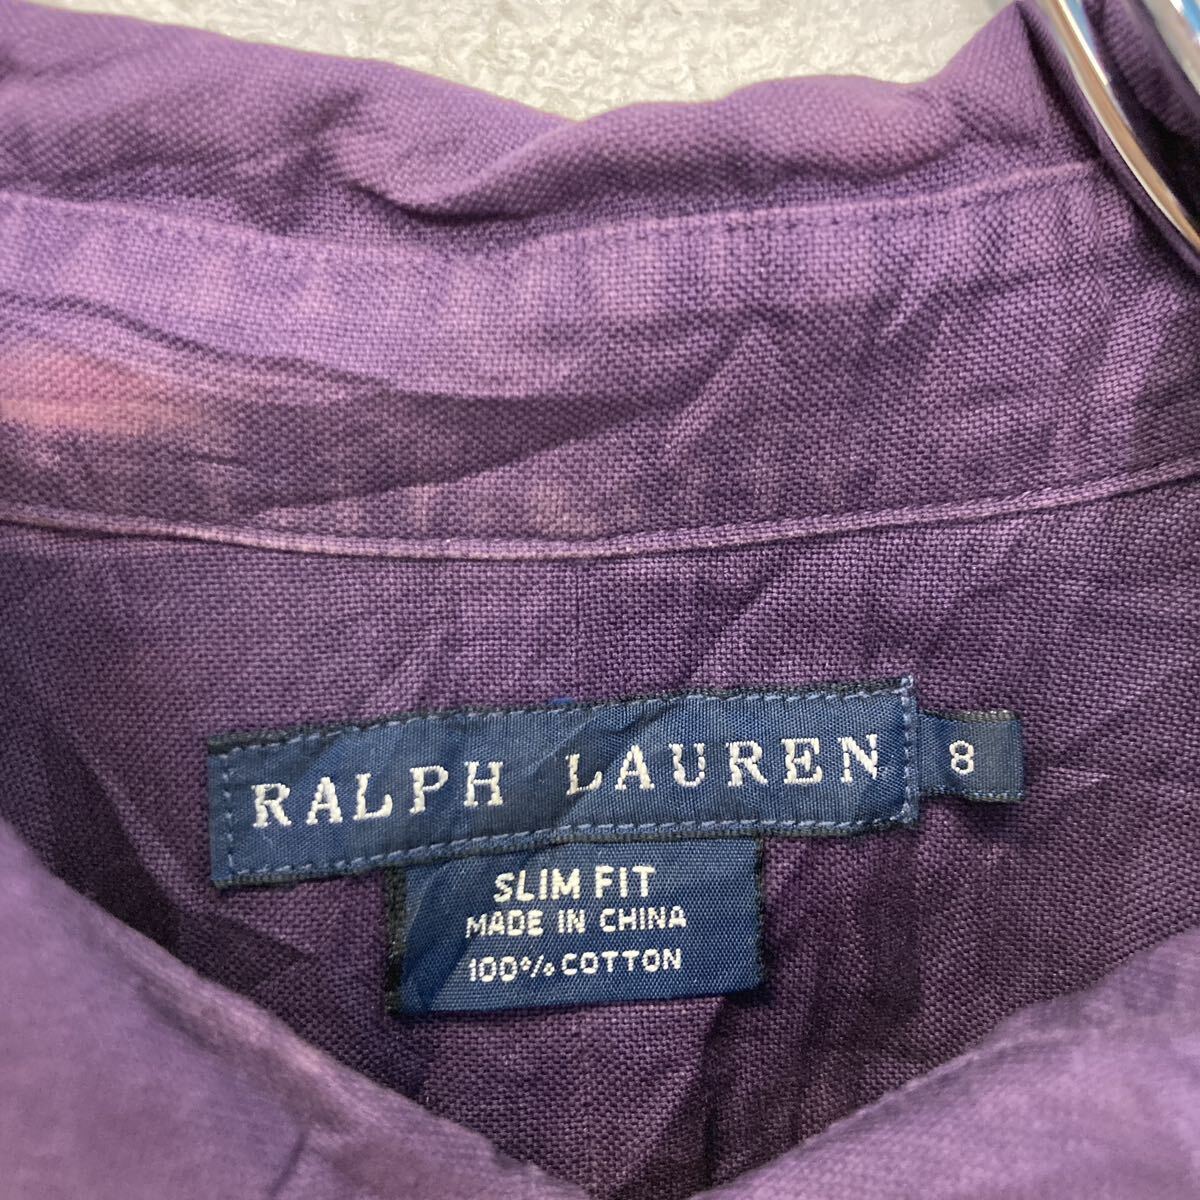 RALPH LAUREN
8
SLIM FIT
MADE IN CHINA
100% COTTON